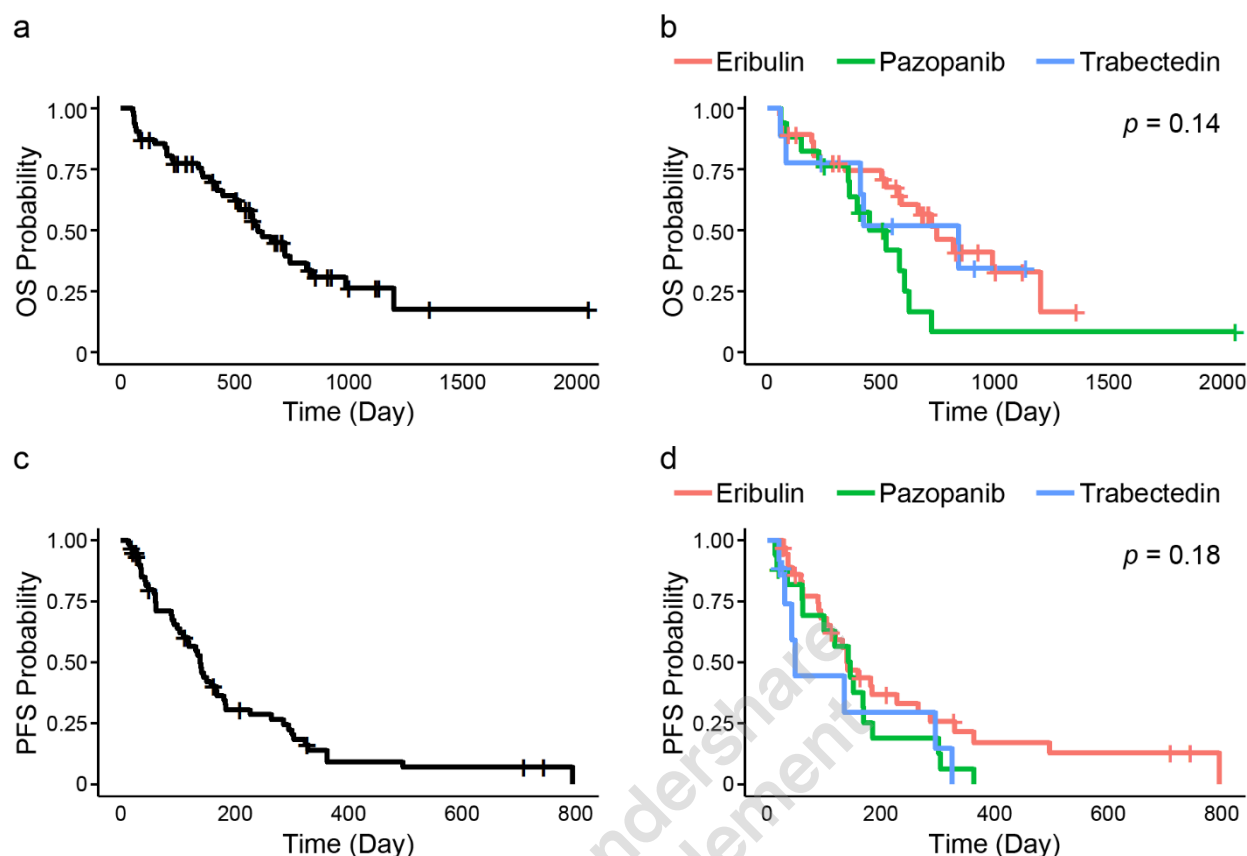 a
OS Probability
1.00
0.75
0.50
0.25
0
0 500 1000 1500 2000
Time (Day)
b
Eribulin Pazopanib Trabectedin
p = 0.14
OS Probability
1.00
0.75
0.50
0.25
0
0 500 1000 1500 2000
Time (Day)
c
PFS Probability
1.00
0.75
0.50
0.25
0
0 200 400 600 800
Time (Day)
d
Eribulin Pazopanib Trabectedin
p = 0.18
PFS Probability
1.00
0.75
0.50
0.25
0
0 200 400 600 800
Time (Day)
ndershare
lement